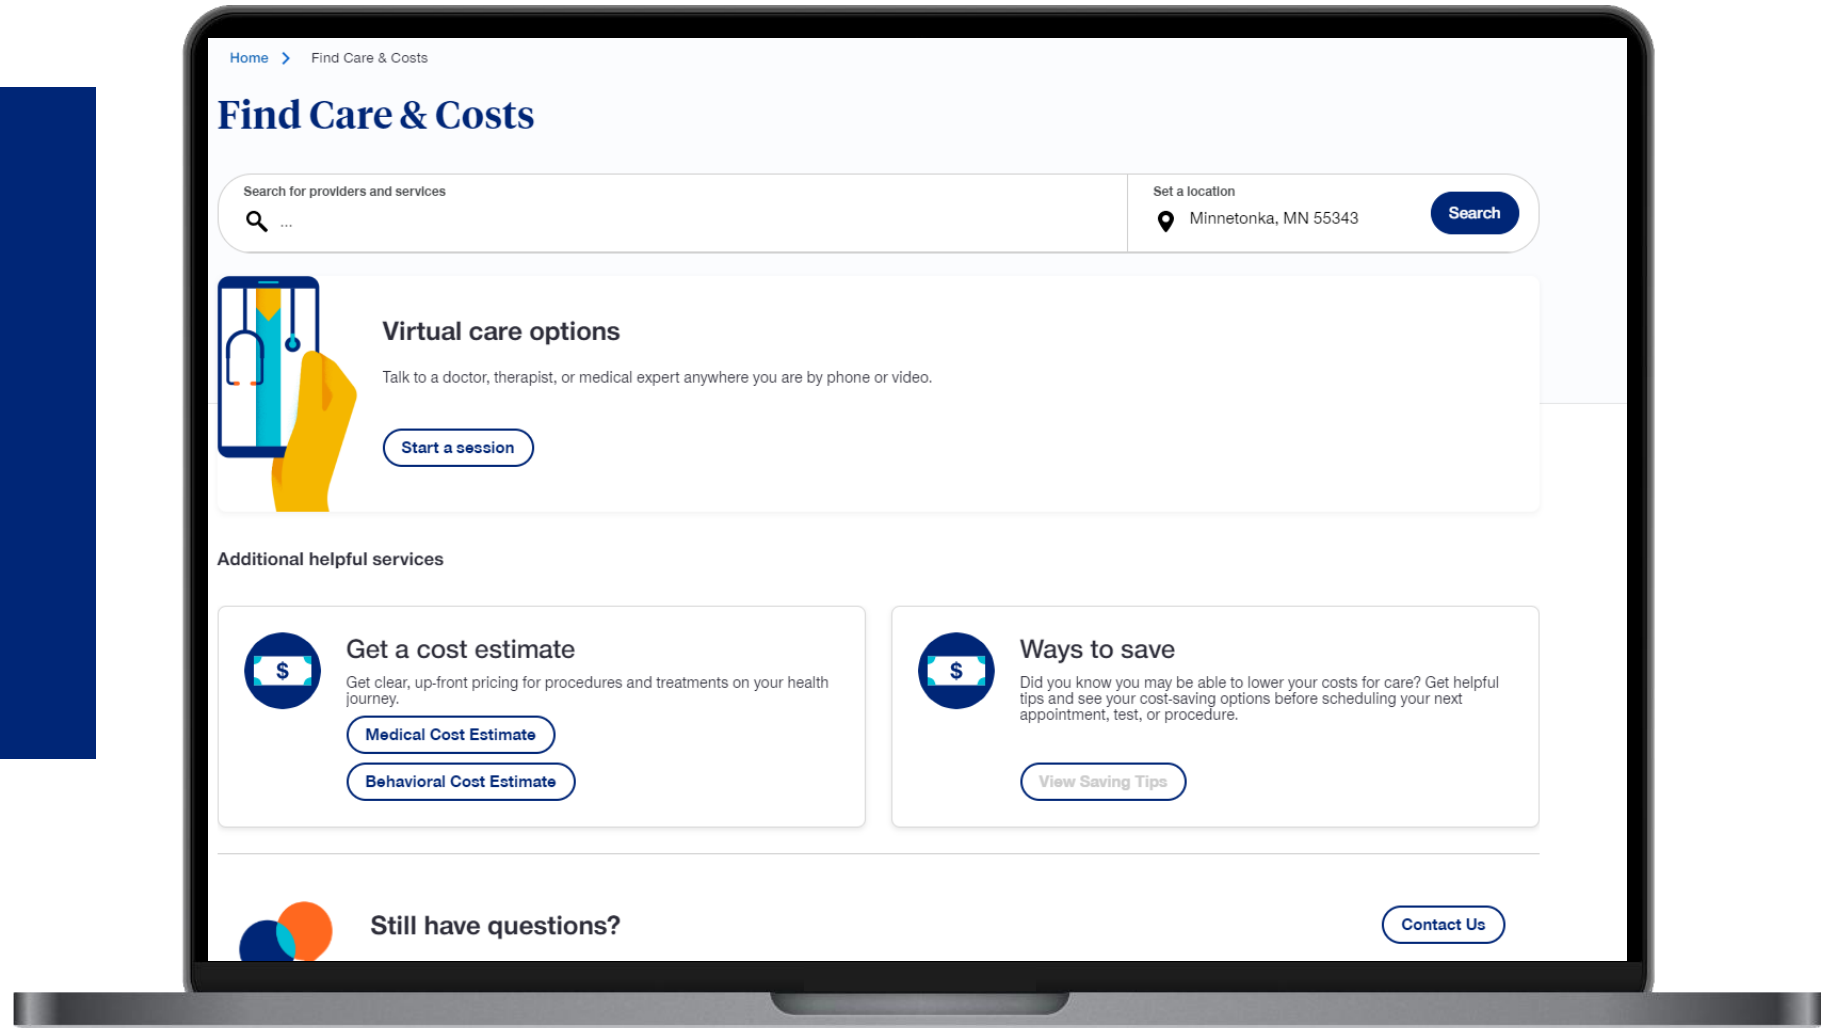 Home > Find Care & Costs
Find Care & Costs
Search for providers and services
...
Set a location
Minnetonka, MN 55343
Search
Virtual care options
Talk to a doctor, therapist, or medical expert anywhere you are by phone or video.
Start a session
Additional helpful services
$
Get a cost estimate
Get clear, up-front pricing for procedures and treatments on your health
journey.
Medical Cost Estimate
Behavioral Cost Estimate
$
Ways to save
Did you know you may be able to lower your costs for care? Get helpful
tips and see your cost-saving options before scheduling your next
appointment, test, or procedure.
View Saving Tips
Still have questions?
Contact Us